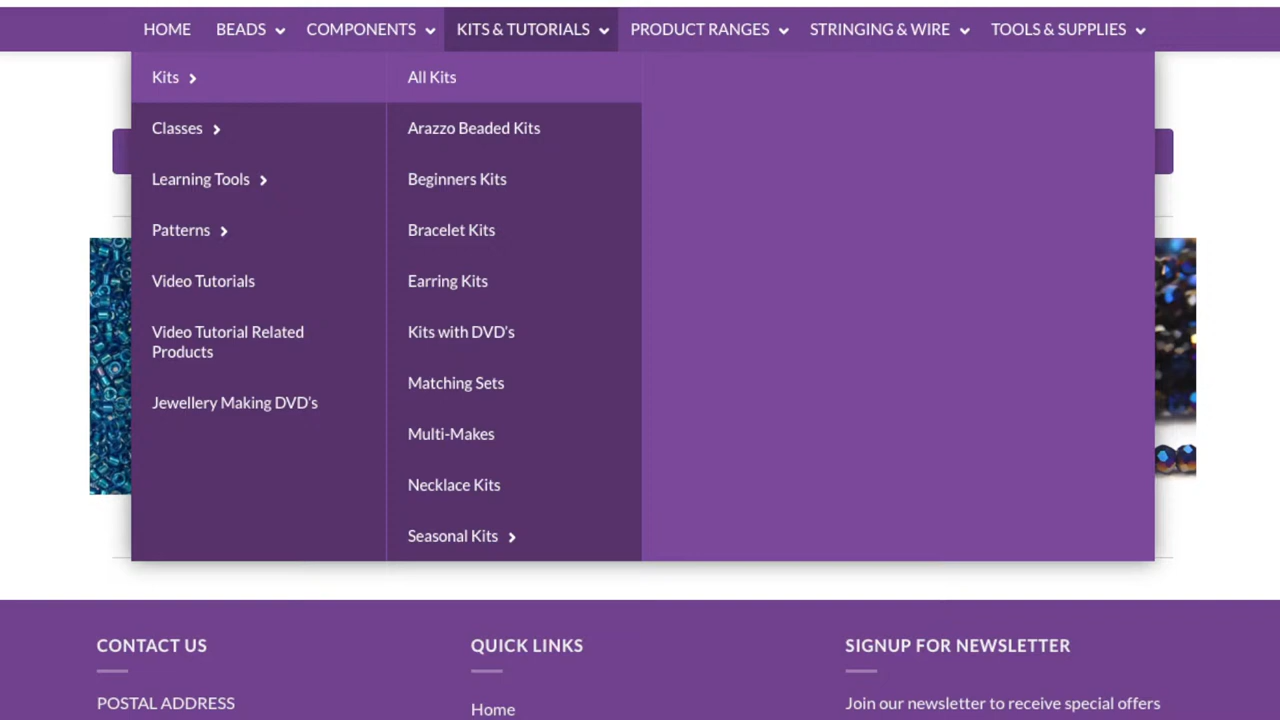 HOME BEADS COMPONENTS KITS & TUTORIALS PRODUCT RANGES STRINGING & WIRE TOOLS & SUPPLIES
Kits
Classes
Learning Tools
Patterns
Video Tutorials
Video Tutorial Related
Products
Jewellery Making DVD's
All Kits
Arazzo Beaded Kits
Beginners Kits
Bracelet Kits
Earring Kits
Kits with DVD's
Matching Sets
Multi-Makes
Necklace Kits
Seasonal Kits
CONTACT US
POSTAL ADDRESS
QUICK LINKS
Home
SIGNUP FOR NEWSLETTER
Join our newsletter to receive special offers